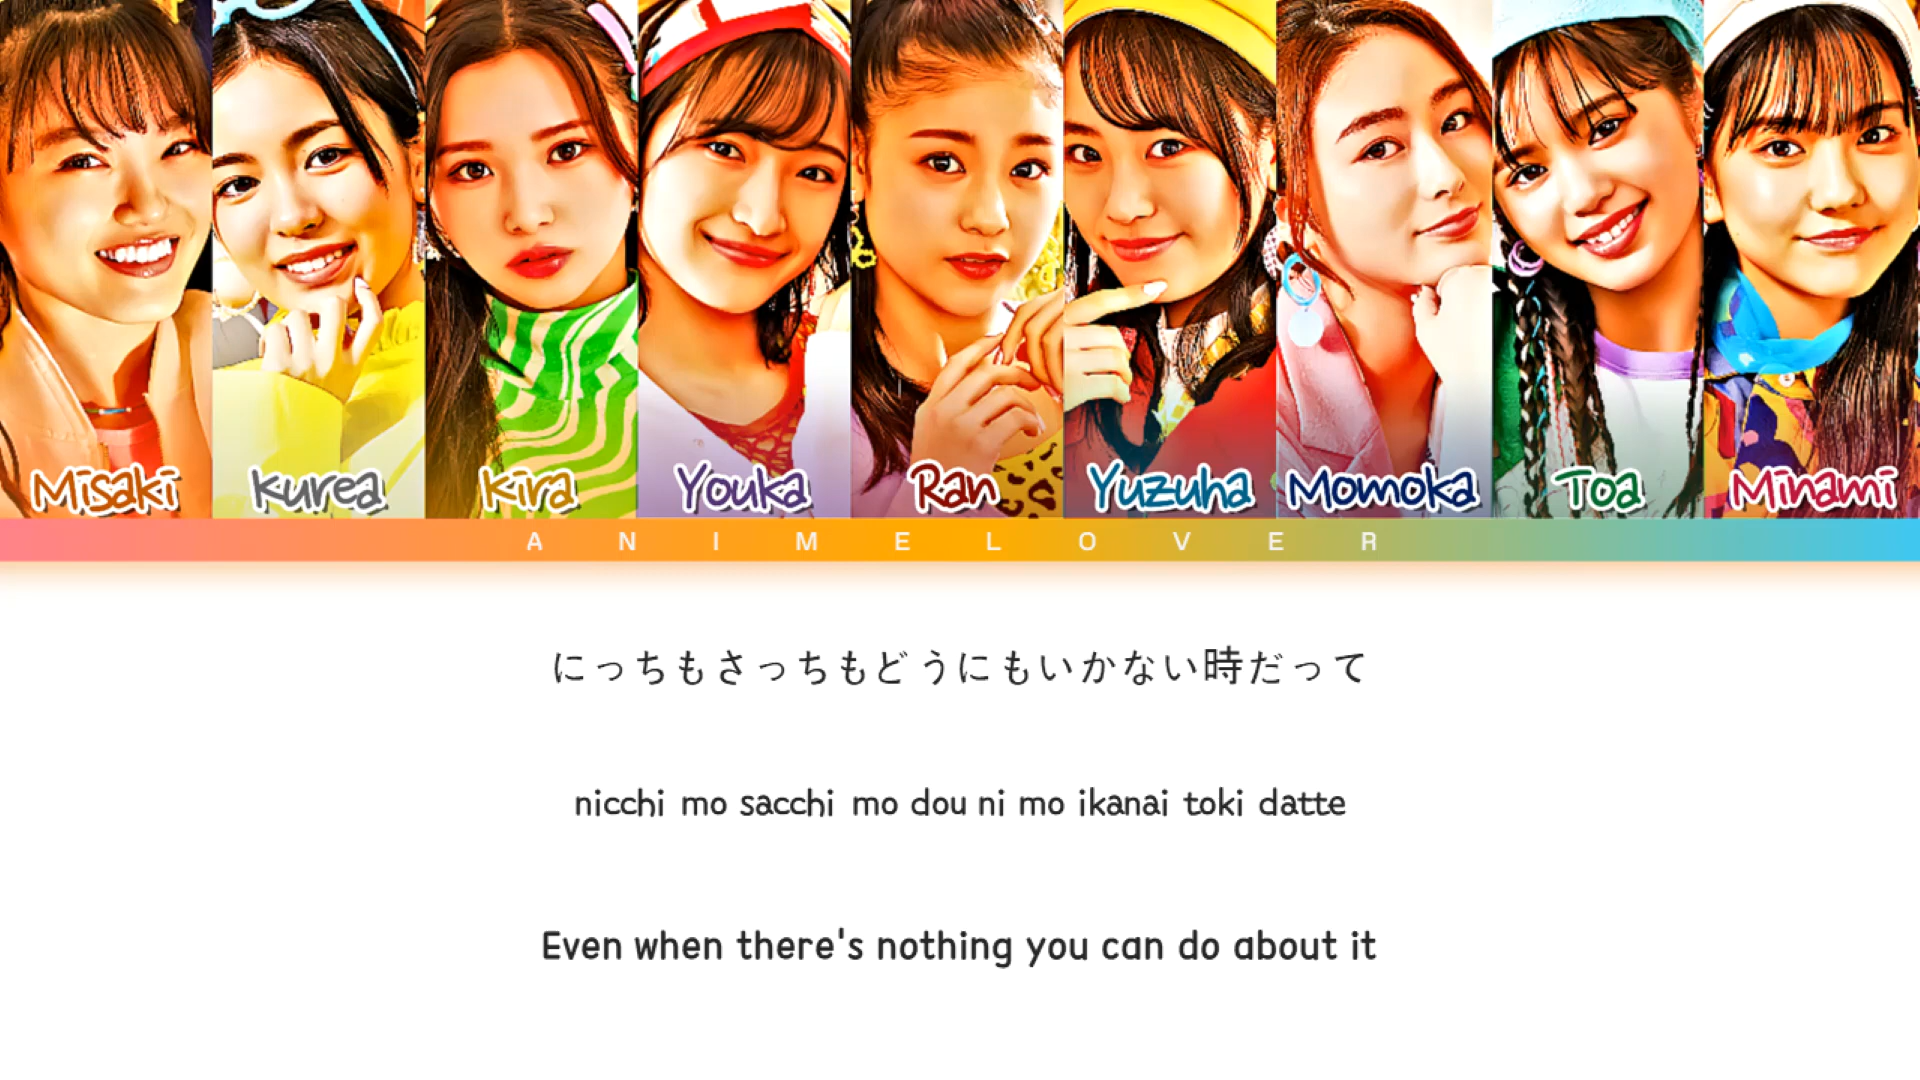 Misaki Kurea Kira Youka Ran Yuzuha Momoka Toa Minami
ANIMELOVER
にっちもさっちもどうにもいかない時だって
nicchi mo sacchi mo dou ni mo ikanai toki datte
Even when there's nothing you can do about it